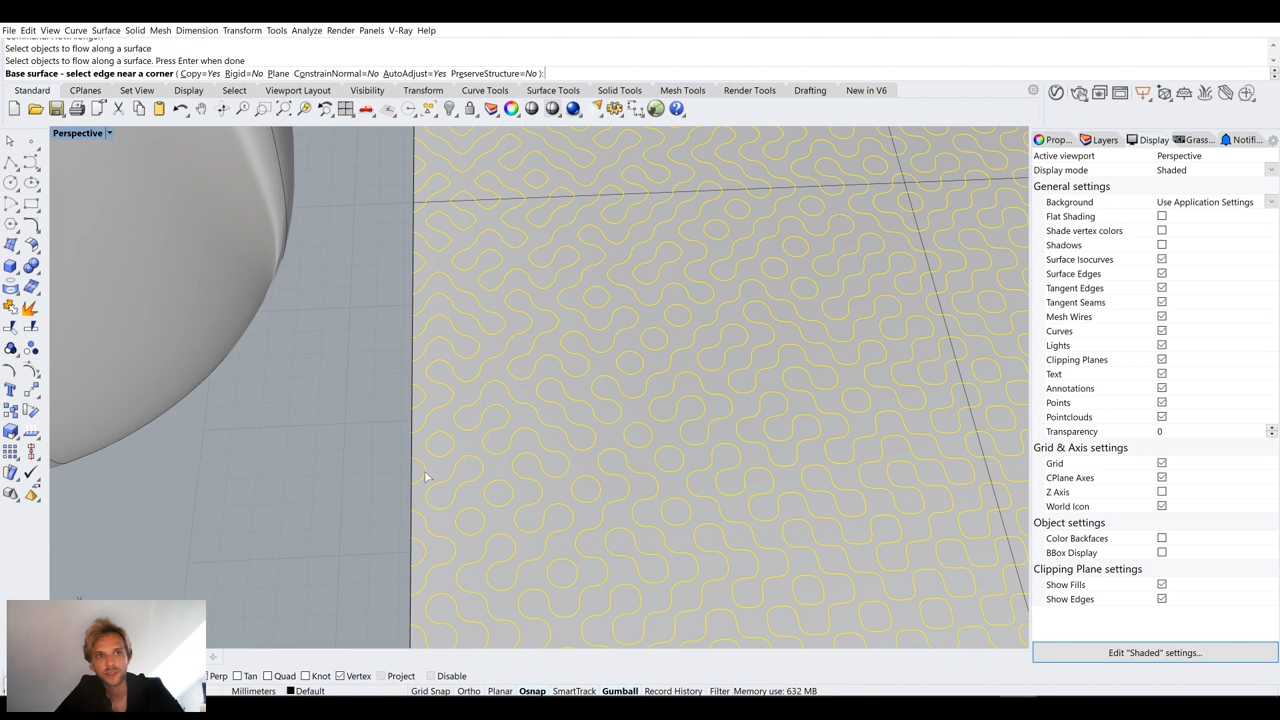 File Edit View Curve Surface Solid Mesh Dimension Transform Tools Analyze Render Panels V-Ray Help
Select objects to flow along a surface
Select objects to flow along a surface. Press Enter when done
Base surface - select edge near a corner ( Copy=Yes Rigid=No Plane ConstrainNormal=No AutoAdjust=Yes PreserveStructure=No ):
Standard CPlanes Set View Display Select Viewport Layout Visibility Transform Curve Tools Surface Tools Solid Tools Mesh Tools Render Tools Drafting New in V6
Perspective
Prop... Layers Display Grass... Notifi...
Active viewport Perspective
Display mode Shaded
General settings
Background Use Application Settings
Flat Shading
Shade vertex colors
Shadows
Surface Isocurves
Surface Edges
Tangent Edges
Tangent Seams
Mesh Wires
Curves
Lights
Clipping Planes
Text
Annotations
Points
Pointclouds
Transparency 0
Grid & Axis settings
Grid
CPlane Axes
Z Axis
World Icon
Object settings
Color Backfaces
BBox Display
Clipping Plane settings
Show Fills
Show Edges
Edit "Shaded" settings...
Perp Tan Quad Knot Vertex Project Disable
Millimeters Default Grid Snap Ortho Planar Osnap SmartTrack Gumball Record History Filter Memory use: 632 MB